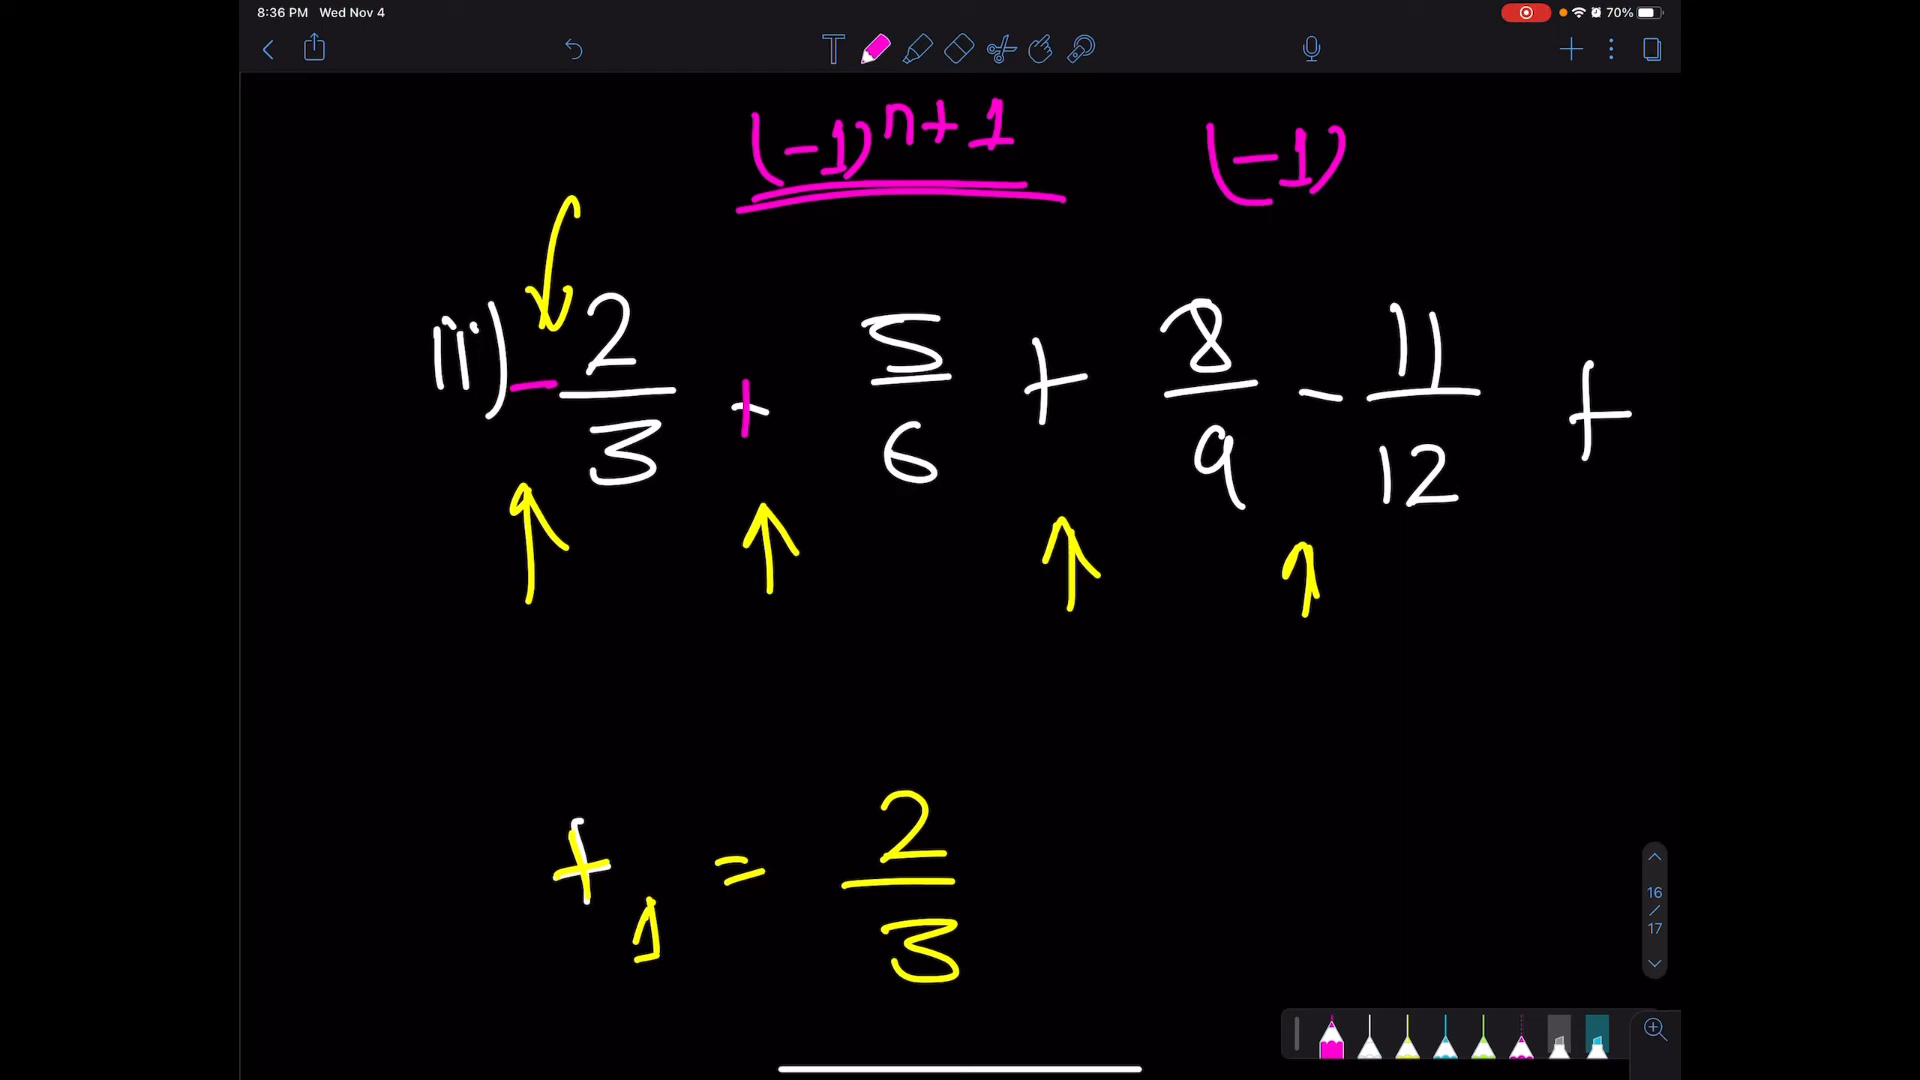 8:36 PM Wed Nov 4 70%
T
(-1)^{n+1} (-1)
ii) - 2/3 + 5/6 + 8/9 - 11/12 +
t_1 = 2/3
16
/
17